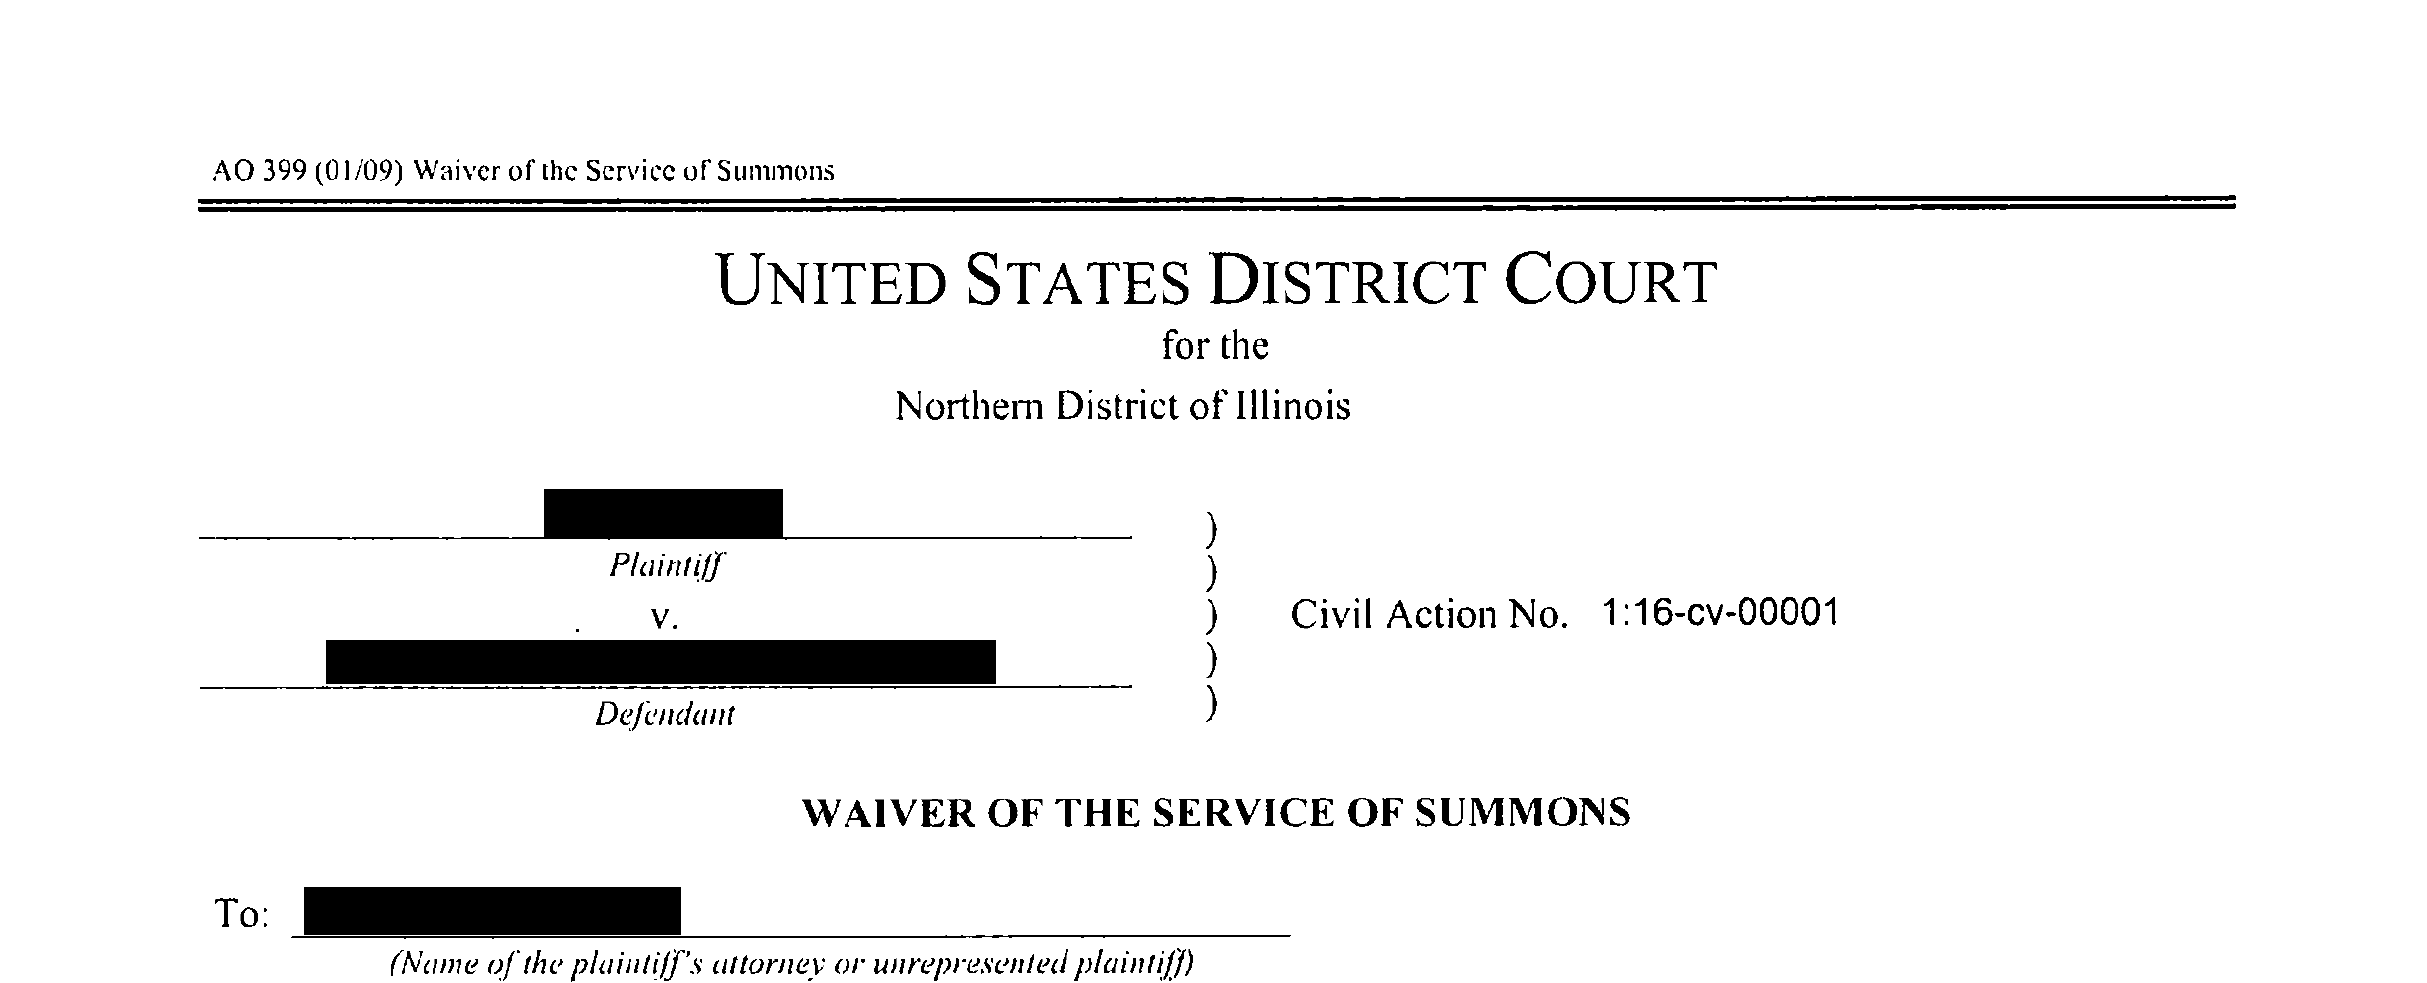 AO 399 (01/09) Waiver of the Service of Summons
UNITED STATES DISTRICT COURT
for the
Northern District of Illinois
)
Plaintiff
)
v.
) Civil Action No. 1:16-cv-00001
)
Defendant
)
WAIVER OF THE SERVICE OF SUMMONS
To:
(Name of the plaintiff's attorney or unrepresented plaintiff)